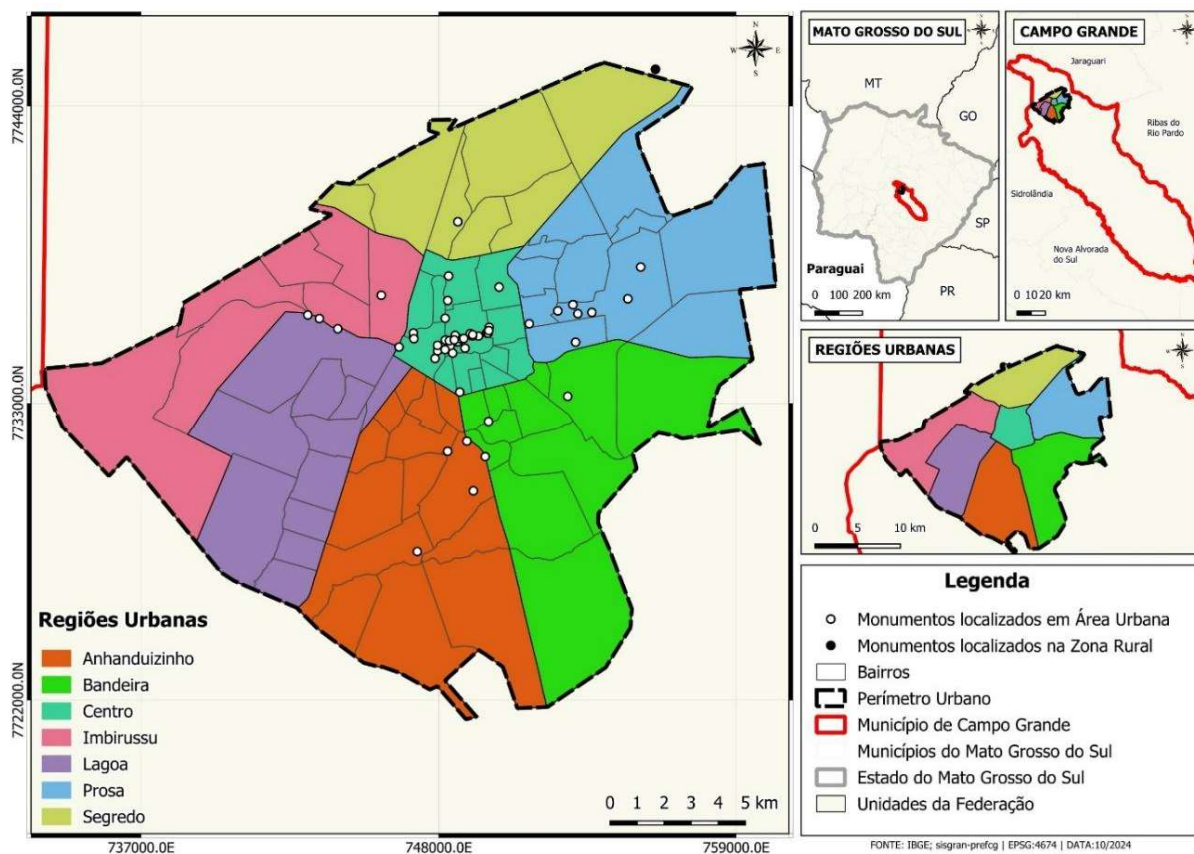 N
W E
S
7744000.0N
7733000.0N
7722000.0N
737000.0E
748000.0E
759000.0E
Regiões Urbanas
Anhanduizinho
Bandeira
Centro
Imbirussu
Lagoa
Prosa
Segredo
0 1 2 3 4 5 km
MATO GROSSO DO SUL
MT
GO
SP
PR
Paraguai
0 100 200 km
CAMPO GRANDE
Jaraguari
Ribas do
Rio Pardo
Sidrolândia
Nova Alvorada
do Sul
0 10 20 km
REGIÕES URBANAS
0 5 10 km
Legenda
Monumentos localizados em Área Urbana
Monumentos localizados na Zona Rural
Bairros
Perímetro Urbano
Município de Campo Grande
Municípios do Mato Grosso do Sul
Estado do Mato Grosso do Sul
Unidades da Federação
FONTE: IBGE; sisgran-prefcg | EPSG:4674 | DATA:10/2024